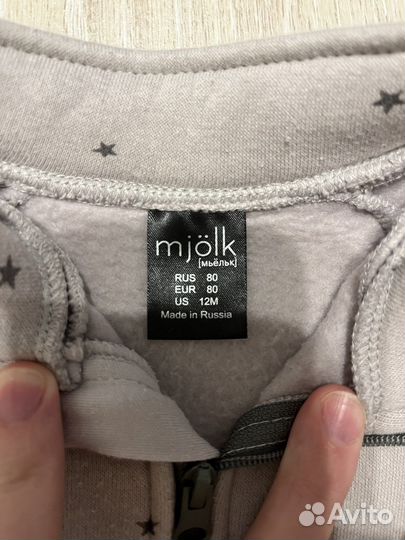 mjölk
[мьёльк]
RUS 80
EUR 80
US 12M
Made in Russia
Avito